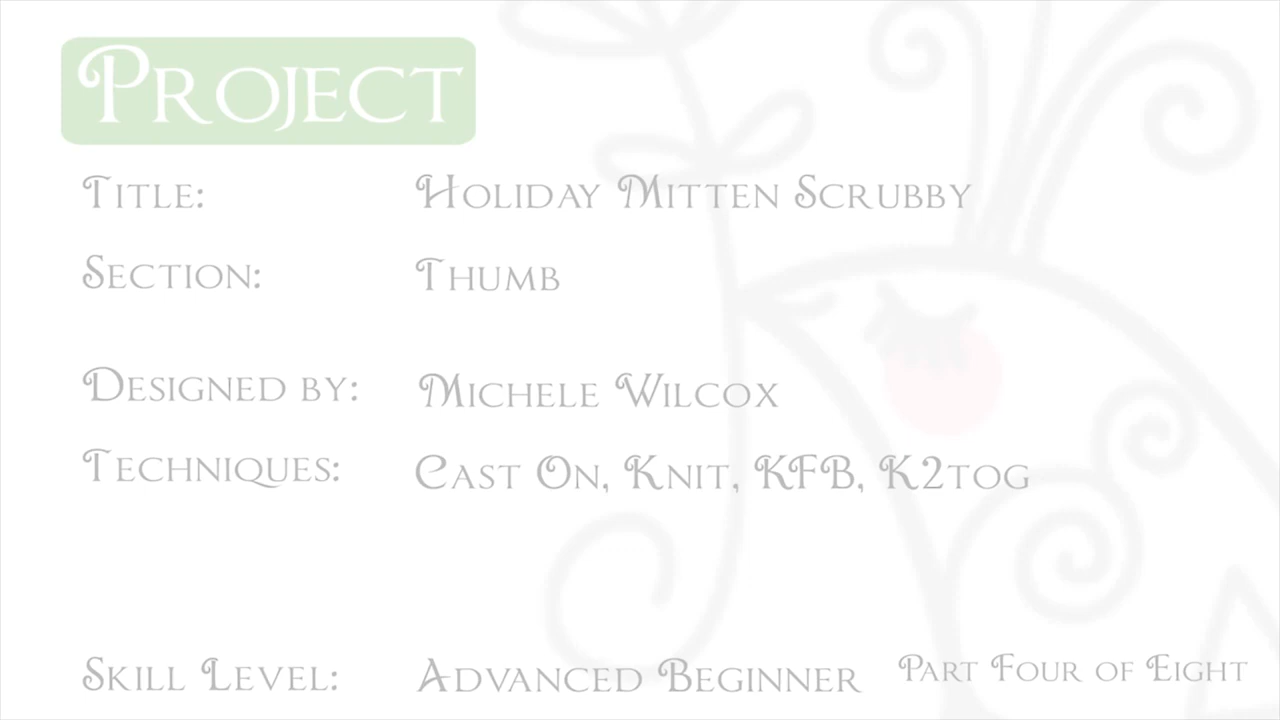 Project
Title: Holiday Mitten Scrubby
Section: Thumb
Designed by: Michele Wilcox
Techniques: Cast On, Knit, KFB, K2tog
Skill Level: Advanced Beginner Part Four of Eight